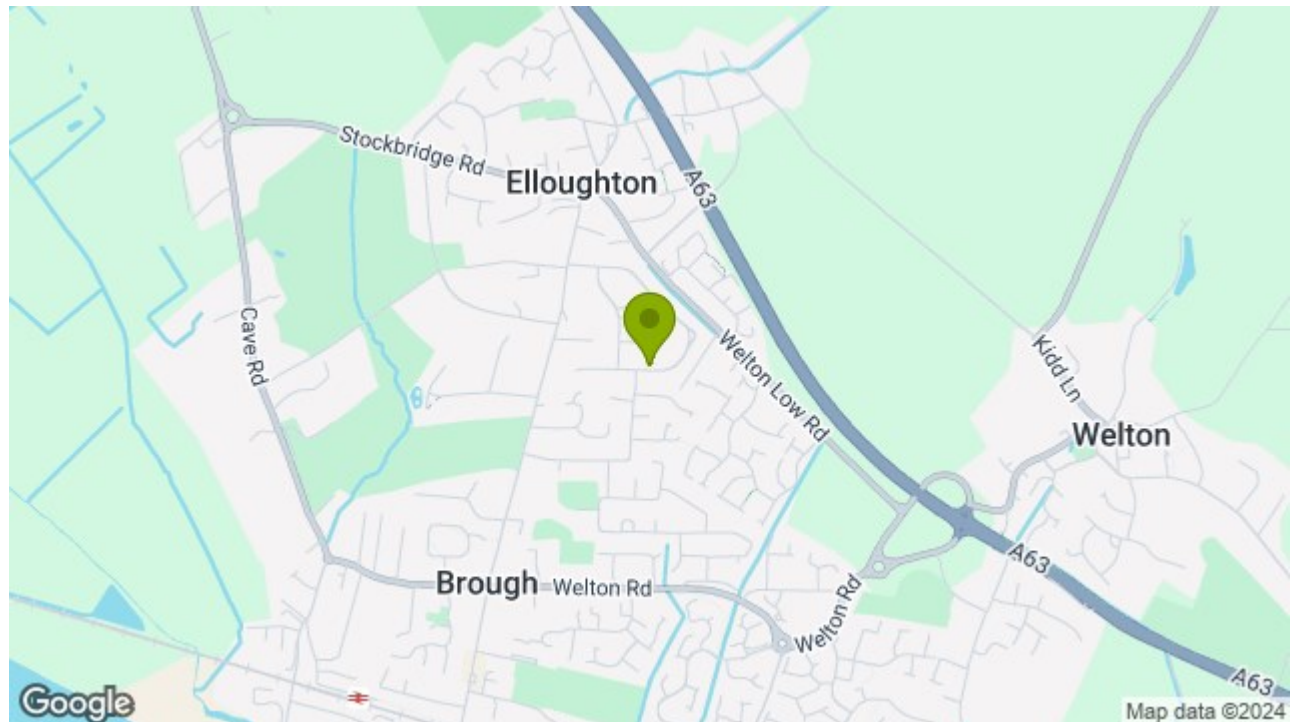 Stockbridge Rd
Elloughton
A63
Cave Rd
Welton Low Rd
Kidd Ln
Welton
A63
Brough
Welton Rd
Welton Rd
A63
Google
Map data ©2024